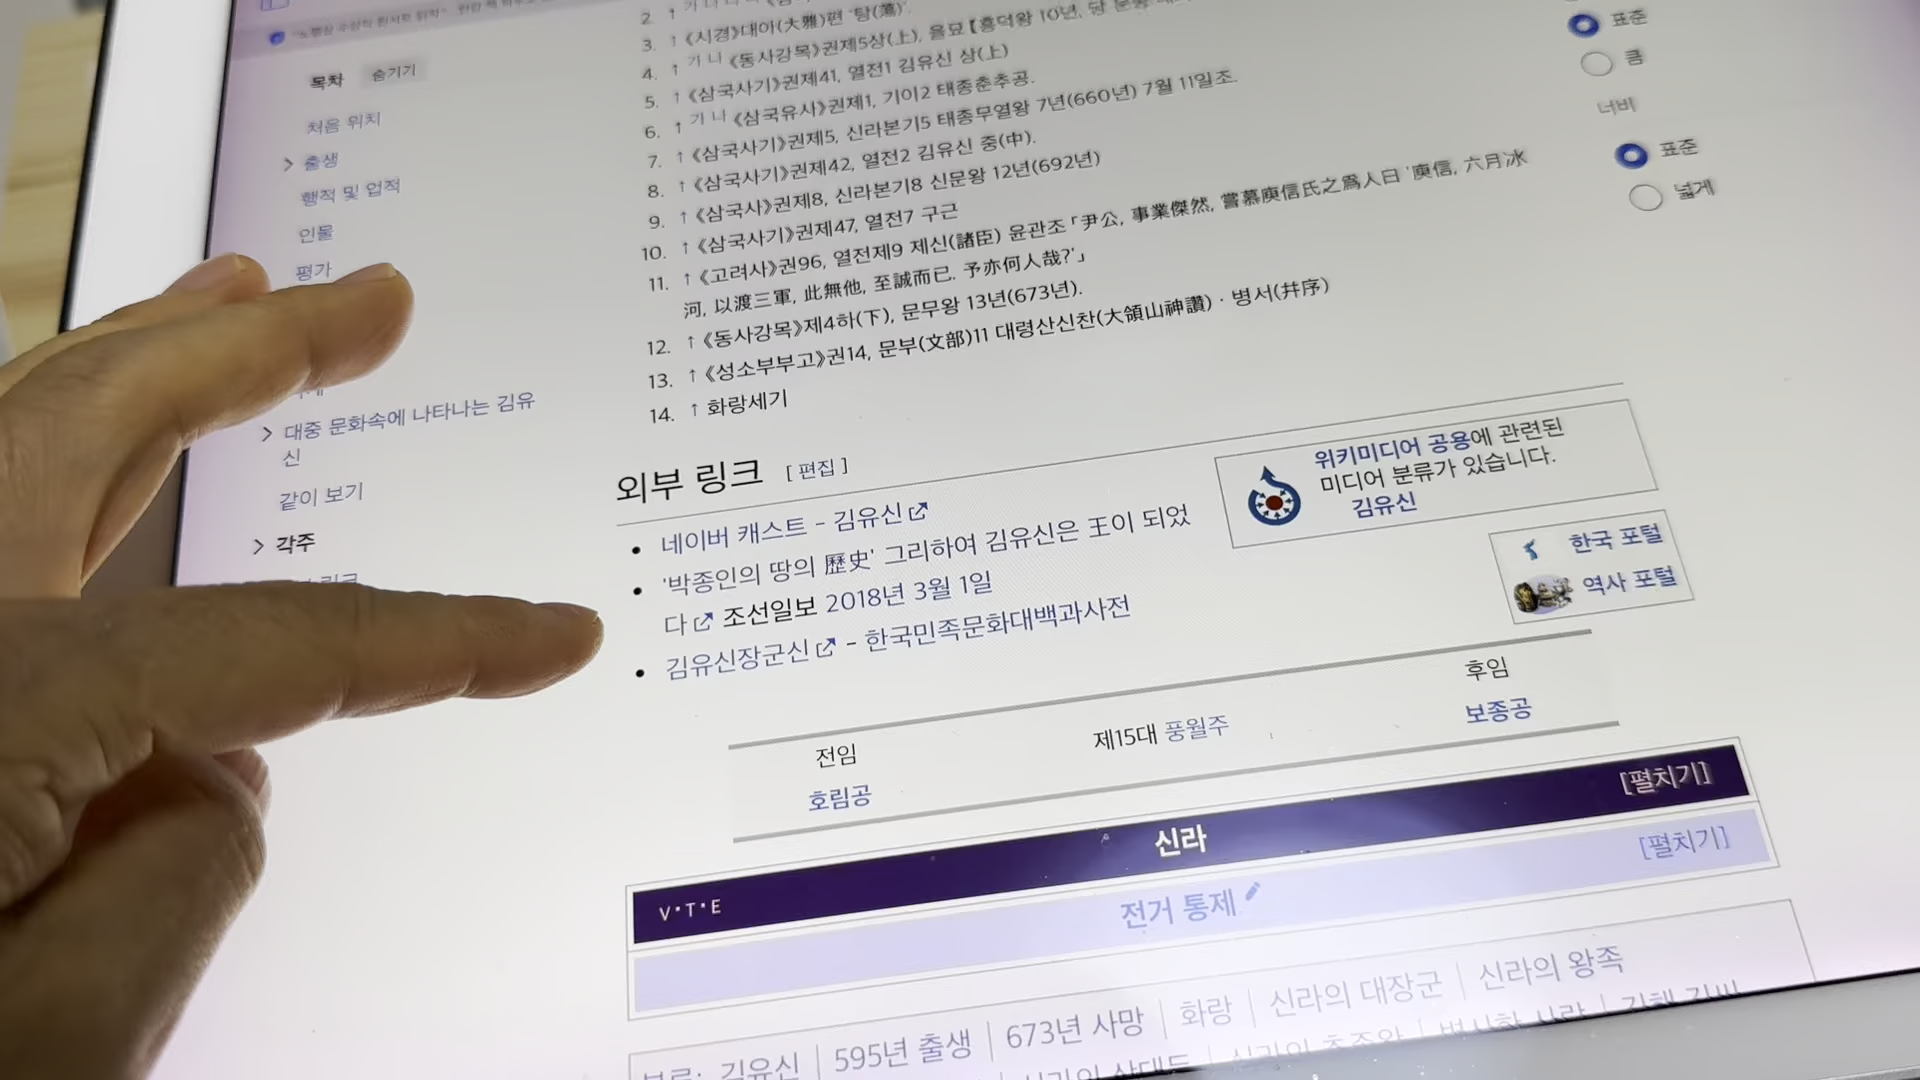 목차 숨기기
처음 위치
출생
행적 및 업적
인물
평가
대중 문화속에 나타나는 김유
신
같이 보기
각주
링크
2. ↑ 가 나
3. ↑ 《시경》대아(大雅)편 '탕(蕩)'.
4. ↑ 가 나 《동사강목》권제5상(上), 율묘【흥덕왕 10년, 당
5. ↑ 《삼국사기》권제41, 열전1 김유신 상(上)
6. ↑ 가 나 《삼국유사》권제1, 기이2 태종춘추공.
7. ↑ 《삼국사기》권제5, 신라본기5 태종무열왕 7년(660년) 7월 11일조.
8. ↑ 《삼국사기》권제42, 열전2 김유신 중(中).
9. ↑ 《삼국사》권제8, 신라본기8 신문왕 12년(692년)
10. ↑ 《삼국사기》권제47, 열전7 구근
11. ↑ 《고려사》권96, 열전제9 제신(諸臣) 윤관조 「尹公, 事業傑然, 嘗慕庾信氏之爲人曰 '庾信, 六月冰
河, 以渡三軍, 此無他, 至誠而已. 予亦何人哉?'」
12. ↑ 《동사강목》제4하(下), 문무왕 13년(673년).
13. ↑ 《성소부부고》권14, 문부(文部)11 대령산신찬(大領山神讚) · 병서(幷序)
14. ↑ 화랑세기
표준
큼
너비
표준
넓게
외부 링크 [ 편집 ]
위키미디어 공용에 관련된
미디어 분류가 있습니다.
김유신
• 네이버 캐스트 - 김유신
• '박종인의 땅의 歷史' 그리하여 김유신은 王이 되었
다 조선일보 2018년 3월 1일
• 김유신장군신 - 한국민족문화대백과사전
한국 포털
역사 포털
전임
호림공
제15대 풍월주
후임
보종공
V · T · E
신라
[펼치기]
전거 통제
[펼치기]
분류: 김유신 | 595년 출생 | 673년 사망 | 화랑 | 신라의 대장군 | 신라의 왕족